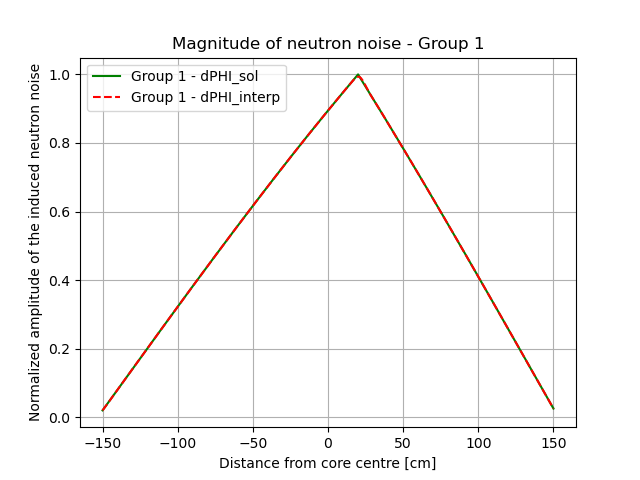 Magnitude of neutron noise - Group 1
Normalized amplitude of the induced neutron noise
1.0
0.8
0.6
0.4
0.2
0.0
Group 1 - dPHI_sol
Group 1 - dPHI_interp
−150
−100
−50
0
50
100
150
Distance from core centre [cm]